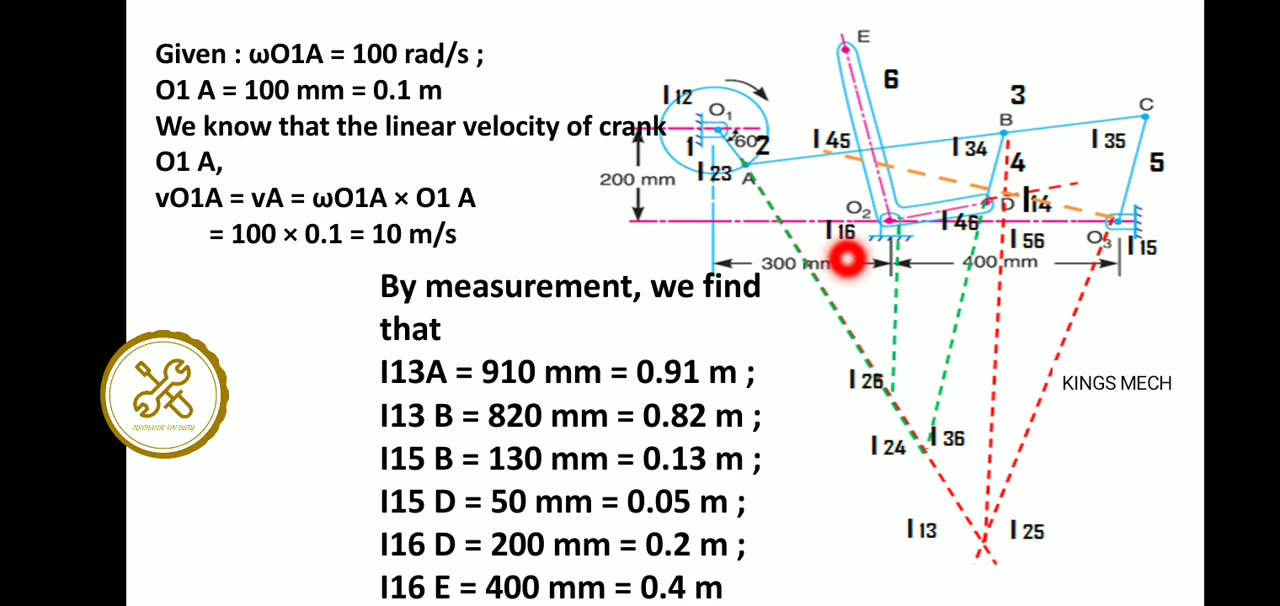 Given : ωO1A = 100 rad/s ;
O1 A = 100 mm = 0.1 m
We know that the linear velocity of crank
O1 A,
vO1A = vA = ωO1A × O1 A
= 100 × 0.1 = 10 m/s
By measurement, we find
that
I13A = 910 mm = 0.91 m ;
I13 B = 820 mm = 0.82 m ;
I15 B = 130 mm = 0.13 m ;
I15 D = 50 mm = 0.05 m ;
I16 D = 200 mm = 0.2 m ;
I16 E = 400 mm = 0.4 m
E
6
3
C
I 12
O1
B
1
60
2
I 45
I 34
I 35
4
5
200 mm
I 23
A
O2
D
I 14
I 16
I 46
I 56
O3
I 15
300 mm
400 mm
I 26
KINGS MECH
I 24
I 36
I 13
I 25
MECHANIC ON DUTY